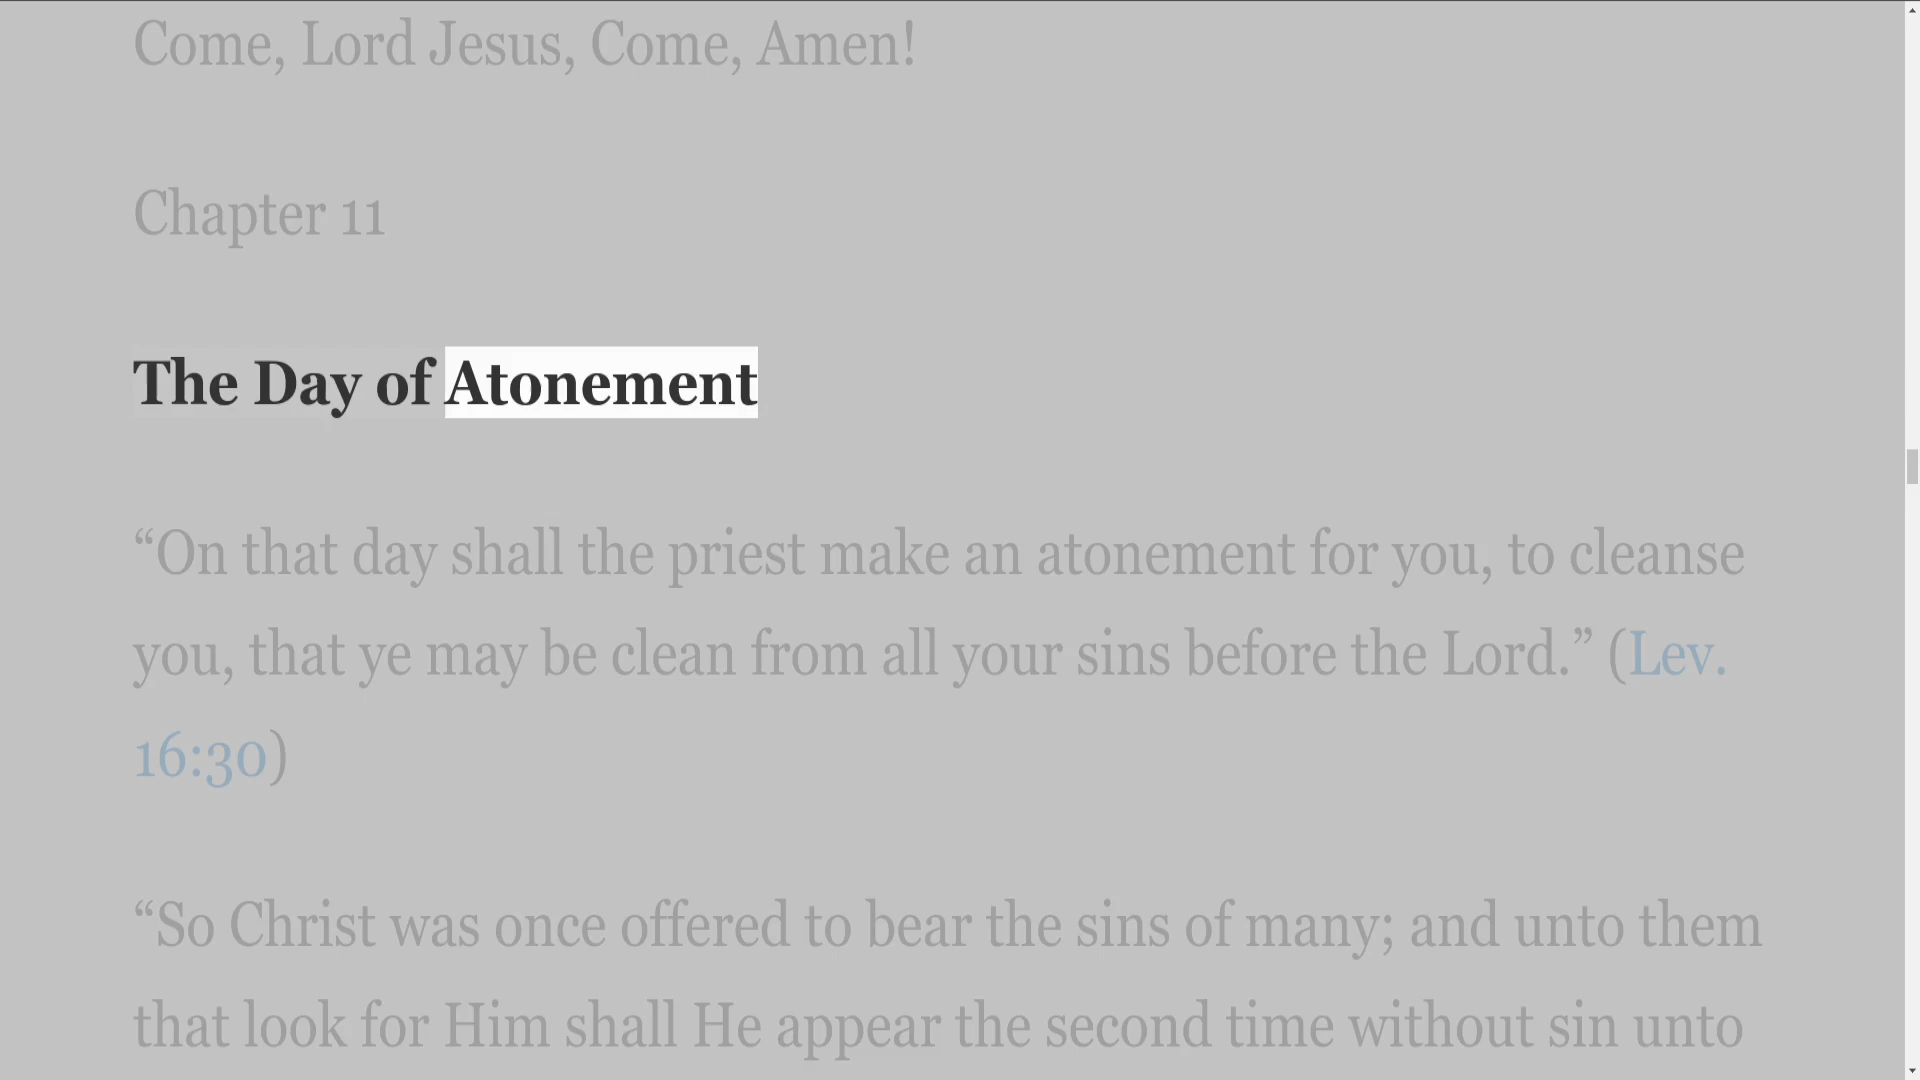 Come, Lord Jesus, Come, Amen!
Chapter 11
The Day of Atonement
“On that day shall the priest make an atonement for you, to cleanse
you, that ye may be clean from all your sins before the Lord.” (Lev.
16:30)
“So Christ was once offered to bear the sins of many; and unto them
that look for Him shall He appear the second time without sin unto